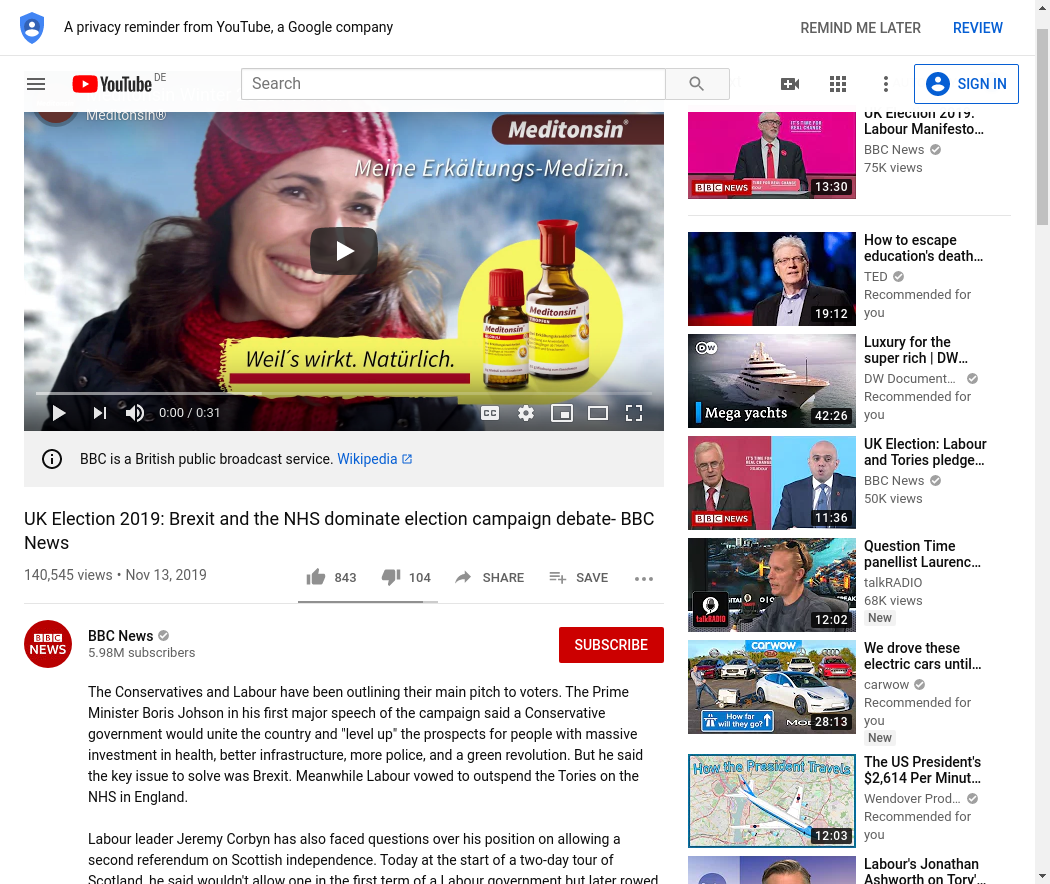 A privacy reminder from YouTube, a Google company
REMIND ME LATER
REVIEW
YouTube DE
Search
SIGN IN
Meditonsin®
Meditonsin®
Meine Erkältungs-Medizin.
Meditonsin®
Meditonsin®
Weil´s wirkt. Natürlich.
0:00 / 0:31
CC
BBC is a British public broadcast service. Wikipedia
UK Election 2019: Brexit and the NHS dominate election campaign debate- BBC
News
140,545 views • Nov 13, 2019
843
104
SHARE
SAVE
BBC NEWS
BBC News
5.98M subscribers
SUBSCRIBE
The Conservatives and Labour have been outlining their main pitch to voters. The Prime
Minister Boris Johson in his first major speech of the campaign said a Conservative
government would unite the country and "level up" the prospects for people with massive
investment in health, better infrastructure, more police, and a green revolution. But he said
the key issue to solve was Brexit. Meanwhile Labour vowed to outspend the Tories on the
NHS in England.
Labour leader Jeremy Corbyn has also faced questions over his position on allowing a
second referendum on Scottish independence. Today at the start of a two-day tour of
Scotland, he said wouldn't allow one in the first term of a Labour government but later rowed
IT'S TIME FOR
REAL CHANGE
BBC NEWS
13:30
UK Election 2019:
Labour Manifesto...
BBC News
75K views
19:12
How to escape
education's death...
TED
Recommended for
you
DW
Mega yachts
42:26
Luxury for the
super rich | DW...
DW Document...
Recommended for
you
BBC NEWS
11:36
UK Election: Labour
and Tories pledge...
BBC News
50K views
talkRADIO
12:02
Question Time
panellist Laurenc...
talkRADIO
68K views
New
carwow
How far
will they go?
28:13
We drove these
electric cars until...
carwow
Recommended for
you
New
How the President Travels
12:03
The US President's
$2,614 Per Minut...
Wendover Prod...
Recommended for
you
Labour's Jonathan
Ashworth on Tory'...